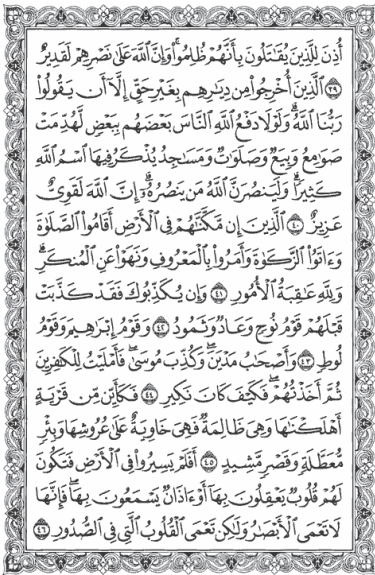 أُذِنَ لِلَّذِينَ يُقَٰتَلُونَ بِأَنَّهُمْ ظُلِمُوا۟ۚ وَإِنَّ ٱللَّهَ عَلَىٰ نَصْرِهِمْ لَقَدِيرٌ
۝٣٩ ٱلَّذِينَ أُخْرِجُوا۟ مِن دِيَٰرِهِم بِغَيْرِ حَقٍّ إِلَّآ أَن يَقُولُوا۟
رَبُّنَا ٱللَّهُۗ وَلَوْلَا دَفْعُ ٱللَّهِ ٱلنَّاسَ بَعْضَهُم بِبَعْضٍ لَّهُدِّمَتْ
صَوَٰمِعُ وَبِيَعٌ وَصَلَوَٰتٌ وَمَسَٰجِدُ يُذْكَرُ فِيهَا ٱسْمُ ٱللَّهِ
كَثِيرًاۗ وَلَيَنصُرَنَّ ٱللَّهُ مَن يَنصُرُهُۥٓۗ إِنَّ ٱللَّهَ لَقَوِىٌّ
عَزِيزٌ ۝٤٠ ٱلَّذِينَ إِن مَّكَّنَّٰهُمْ فِى ٱلْأَرْضِ أَقَامُوا۟ ٱلصَّلَوٰةَ
وَءَاتَوُا۟ ٱلزَّكَوٰةَ وَأَمَرُوا۟ بِٱلْمَعْرُوفِ وَنَهَوْا۟ عَنِ ٱلْمُنكَرِۗ
وَلِلَّهِ عَٰقِبَةُ ٱلْأُمُورِ ۝٤١ وَإِن يُكَذِّبُوكَ فَقَدْ كَذَّبَتْ
قَبْلَهُمْ قَوْمُ نُوحٍ وَعَادٌ وَثَمُودُ ۝٤٢ وَقَوْمُ إِبْرَٰهِيمَ وَقَوْمُ
لُوطٍ ۝٤٣ وَأَصْحَٰبُ مَدْيَنَۖ وَكُذِّبَ مُوسَىٰ فَأَمْلَيْتُ لِلْكَٰفِرِينَ
ثُمَّ أَخَذْتُهُمْۖ فَكَيْفَ كَانَ نَكِيرِ ۝٤٤ فَكَأَيِّن مِّن قَرْيَةٍ
أَهْلَكْنَٰهَا وَهِىَ ظَالِمَةٌ فَهِىَ خَاوِيَةٌ عَلَىٰ عُرُوشِهَا وَبِئْرٍ
مُّعَطَّلَةٍ وَقَصْرٍ مَّشِيدٍ ۝٤٥ أَفَلَمْ يَسِيرُوا۟ فِى ٱلْأَرْضِ فَتَكُونَ
لَهُمْ قُلُوبٌ يَعْقِلُونَ بِهَآ أَوْ ءَاذَانٌ يَسْمَعُونَ بِهَاۖ فَإِنَّهَا
لَا تَعْمَى ٱلْأَبْصَٰرُ وَلَٰكِن تَعْمَى ٱلْقُلُوبُ ٱلَّتِى فِى ٱلصُّدُورِ ۝٤٦